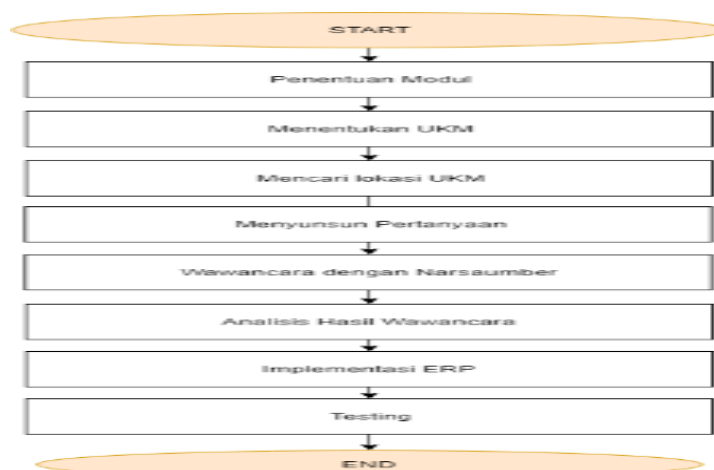 START
Penentuan Modul
Menentukan UKM
Mencari lokasi UKM
Menyunsun Pertanyaan
Wawancara dengan Narsaumber
Analisis Hasil Wawancara
Implementasi ERP
Testing
END